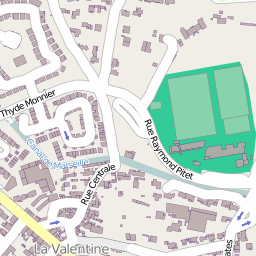 Thyde Monnier
Rue Raymond Pitet
Canal de Marseille
Rue Centrale
La Valentine